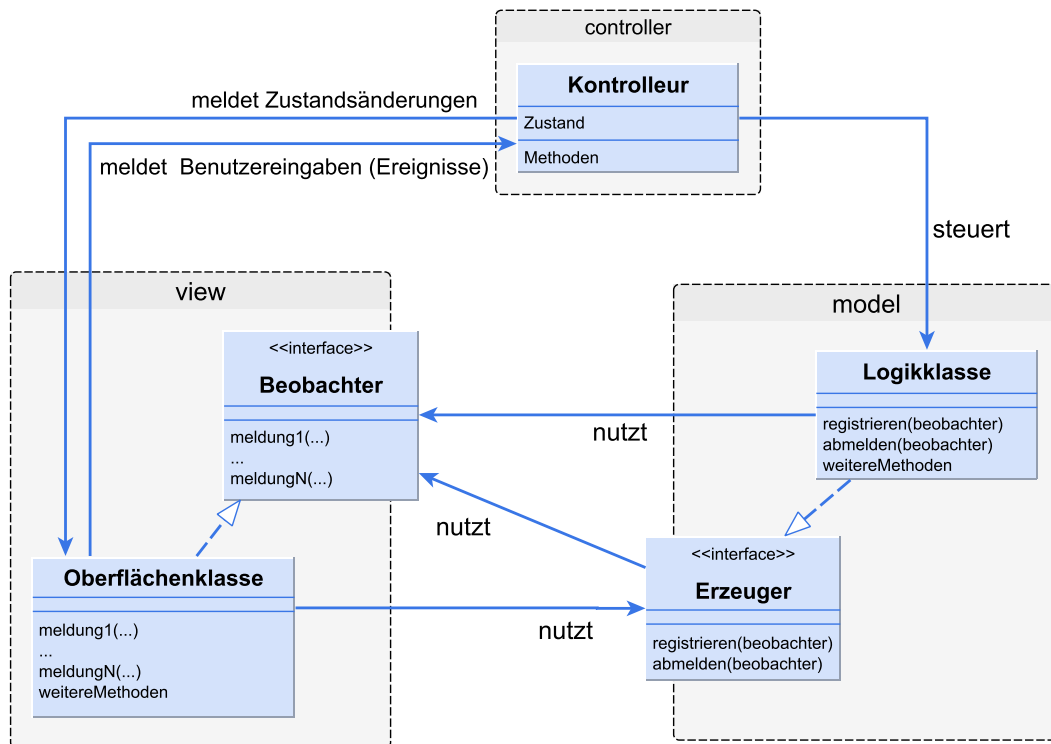 controller
Kontrolleur
Zustand
Methoden
meldet Zustandsänderungen
meldet  Benutzereingaben (Ereignisse)
steuert
view
<<interface>>
Beobachter
meldung1(...)
...
meldungN(...)
Oberflächenklasse
meldung1(...)
...
meldungN(...)
weitereMethoden
nutzt
nutzt
nutzt
model
Logikklasse
registrieren(beobachter)
abmelden(beobachter)
weitereMethoden
<<interface>>
Erzeuger
registrieren(beobachter)
abmelden(beobachter)